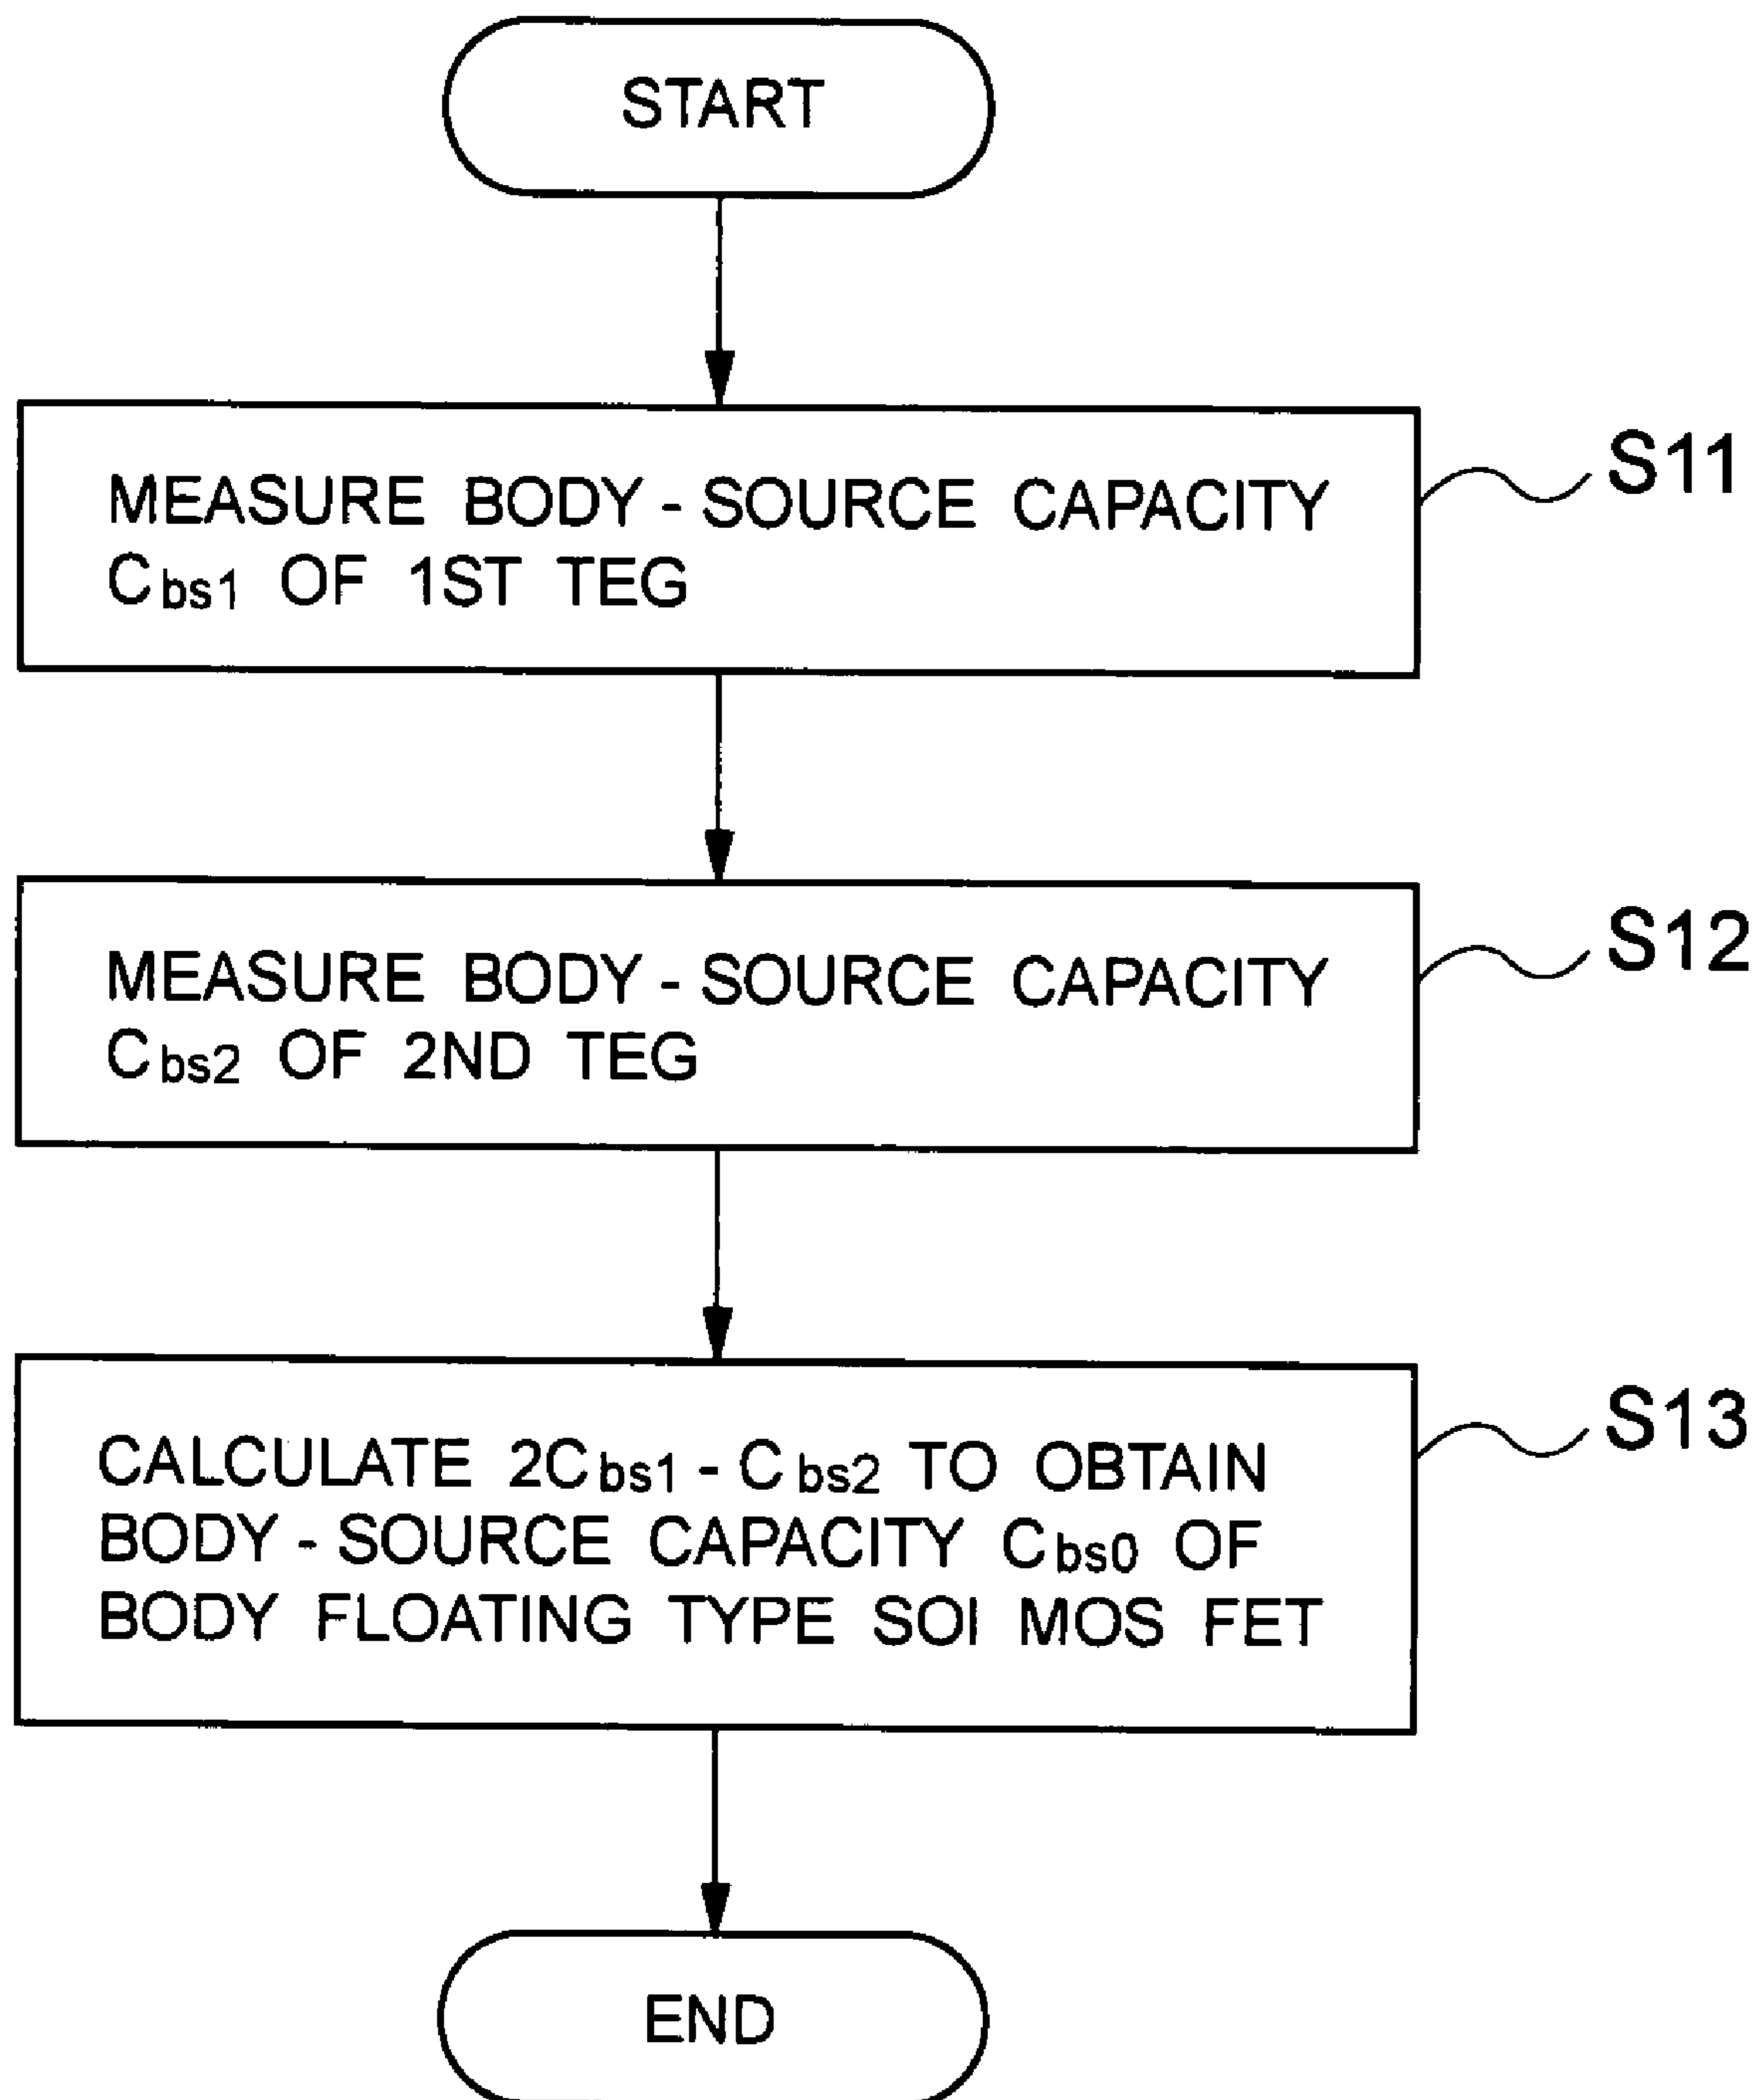 START
MEASURE BODY - SOURCE CAPACITY
Cbs1 OF 1ST TEG
S11
MEASURE BODY - SOURCE CAPACITY
Cbs2 OF 2ND TEG
S12
CALCULATE 2Cbs1 - Cbs2 TO OBTAIN
BODY - SOURCE CAPACITY Cbs0 OF
BODY FLOATING TYPE SOI MOS FET
S13
END